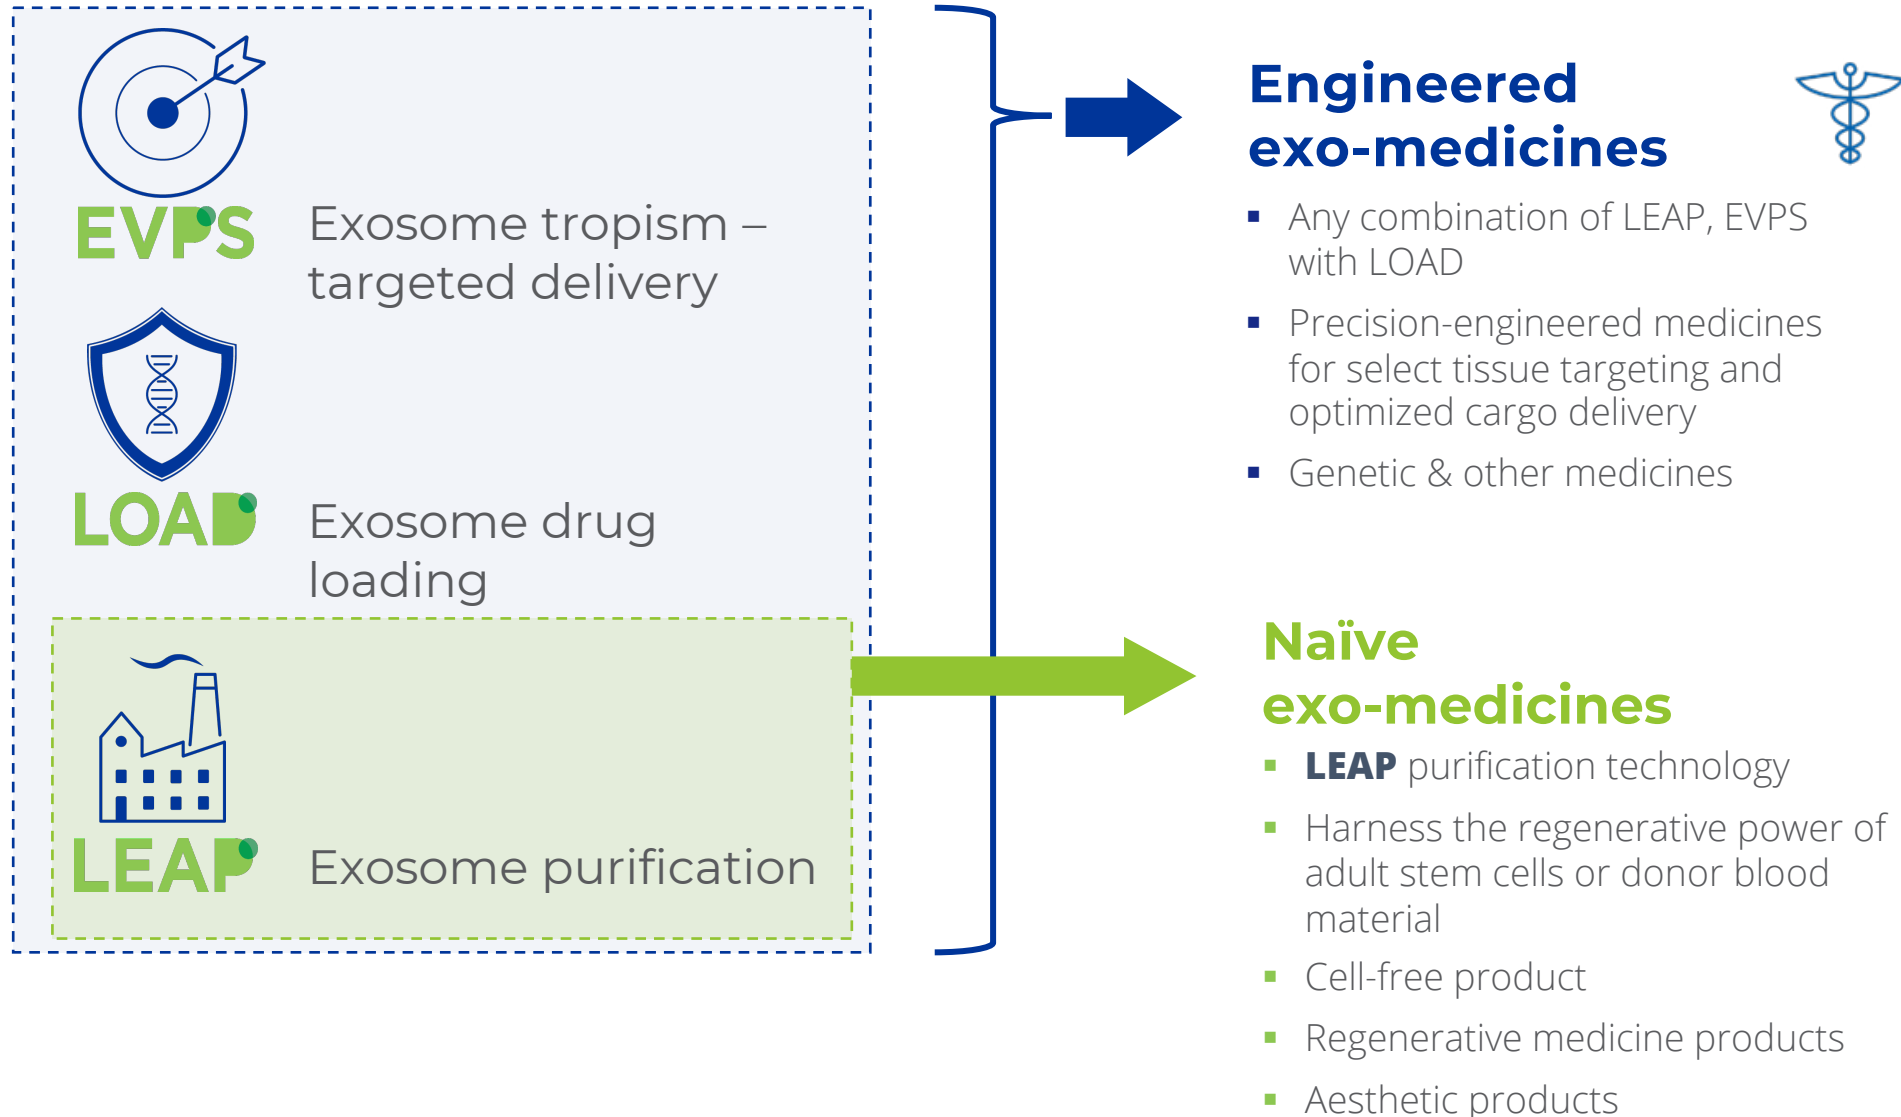 EVPS
Exosome tropism –
targeted delivery
LOAD
Exosome drug
loading
LEAP
Exosome purification
Engineered
exo-medicines
▪ Any combination of LEAP, EVPS
with LOAD
▪ Precision-engineered medicines
for select tissue targeting and
optimized cargo delivery
▪ Genetic & other medicines
Naïve
exo-medicines
▪ LEAP purification technology
▪ Harness the regenerative power of
adult stem cells or donor blood
material
▪ Cell-free product
▪ Regenerative medicine products
▪ Aesthetic products